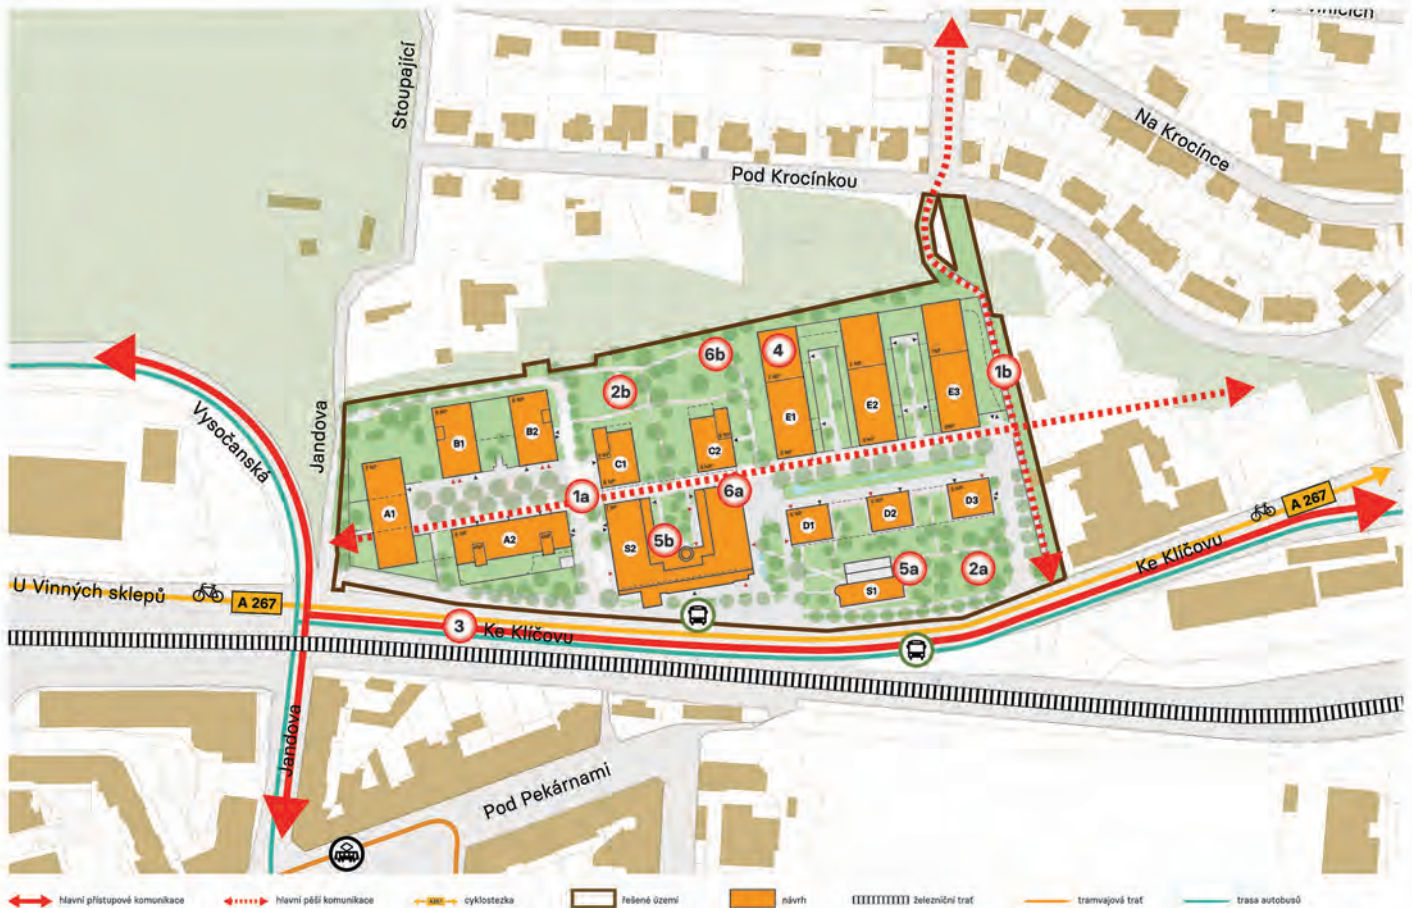 Stoupající
Na Krocínce
Pod Krocínkou
6b
4
2b
1b
Vysočanská
Jandova
B1
B2
C1
C2
E1
E2
E3
1a
6a
A1
A2
S2
5b
D1
D2
D3
A 267
5a
2a
S1
Ke Klíčovu
U Vinných sklepů
A 267
3
Ke Klíčovu
Jandova
Pod Pekárnami
hlavní přístupové komunikace
hlavní pěší komunikace
A267
cyklostezka
řešené území
návrh
železniční trať
tramvajová trať
trasa autobusů